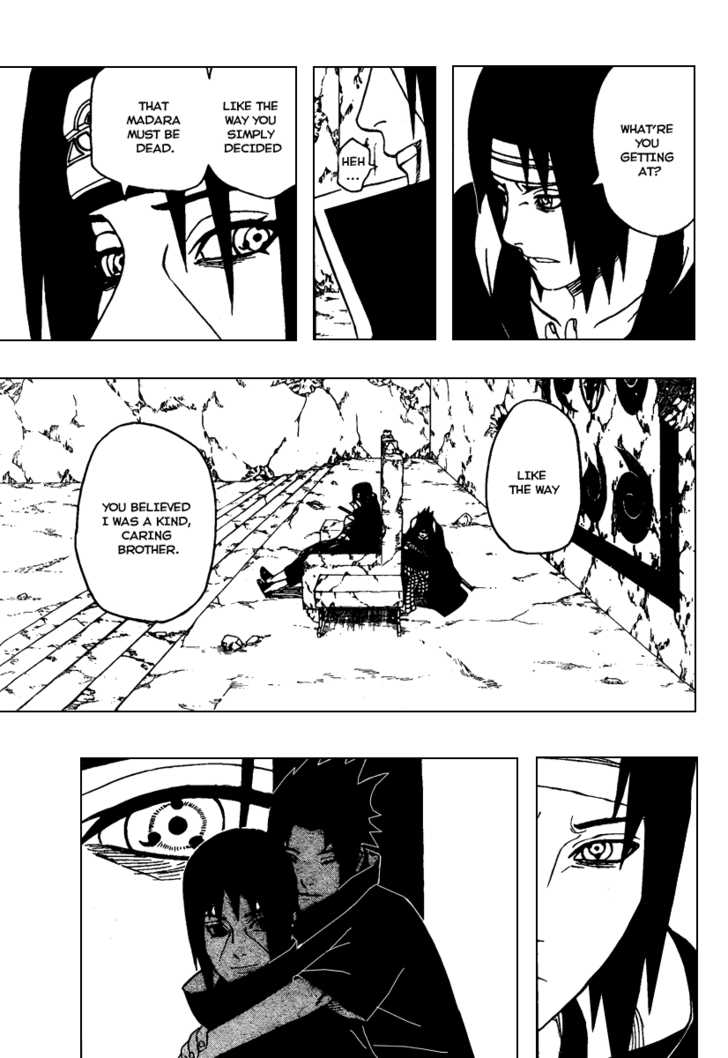 WHAT'RE
YOU
GETTING
AT?
HEH
...
LIKE THE
WAY YOU
SIMPLY
DECIDED
THAT
MADARA
MUST BE
DEAD.
LIKE
THE WAY
YOU BELIEVED
I WAS A KIND,
CARING
BROTHER.